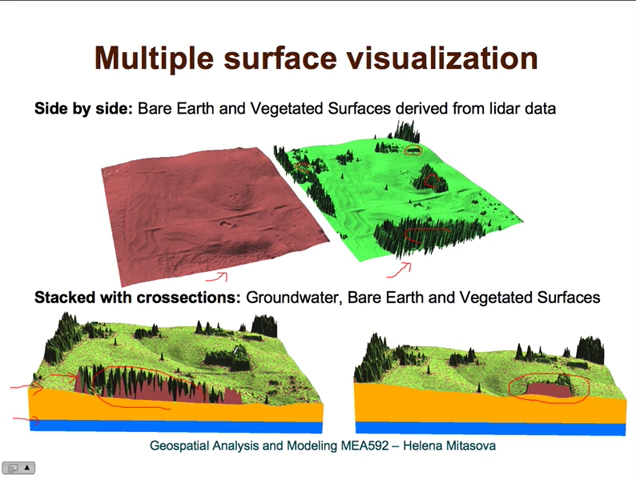 Multiple surface visualization
Side by side: Bare Earth and Vegetated Surfaces derived from lidar data
Stacked with crossections: Groundwater, Bare Earth and Vegetated Surfaces
Geospatial Analysis and Modeling MEA592 – Helena Mitasova